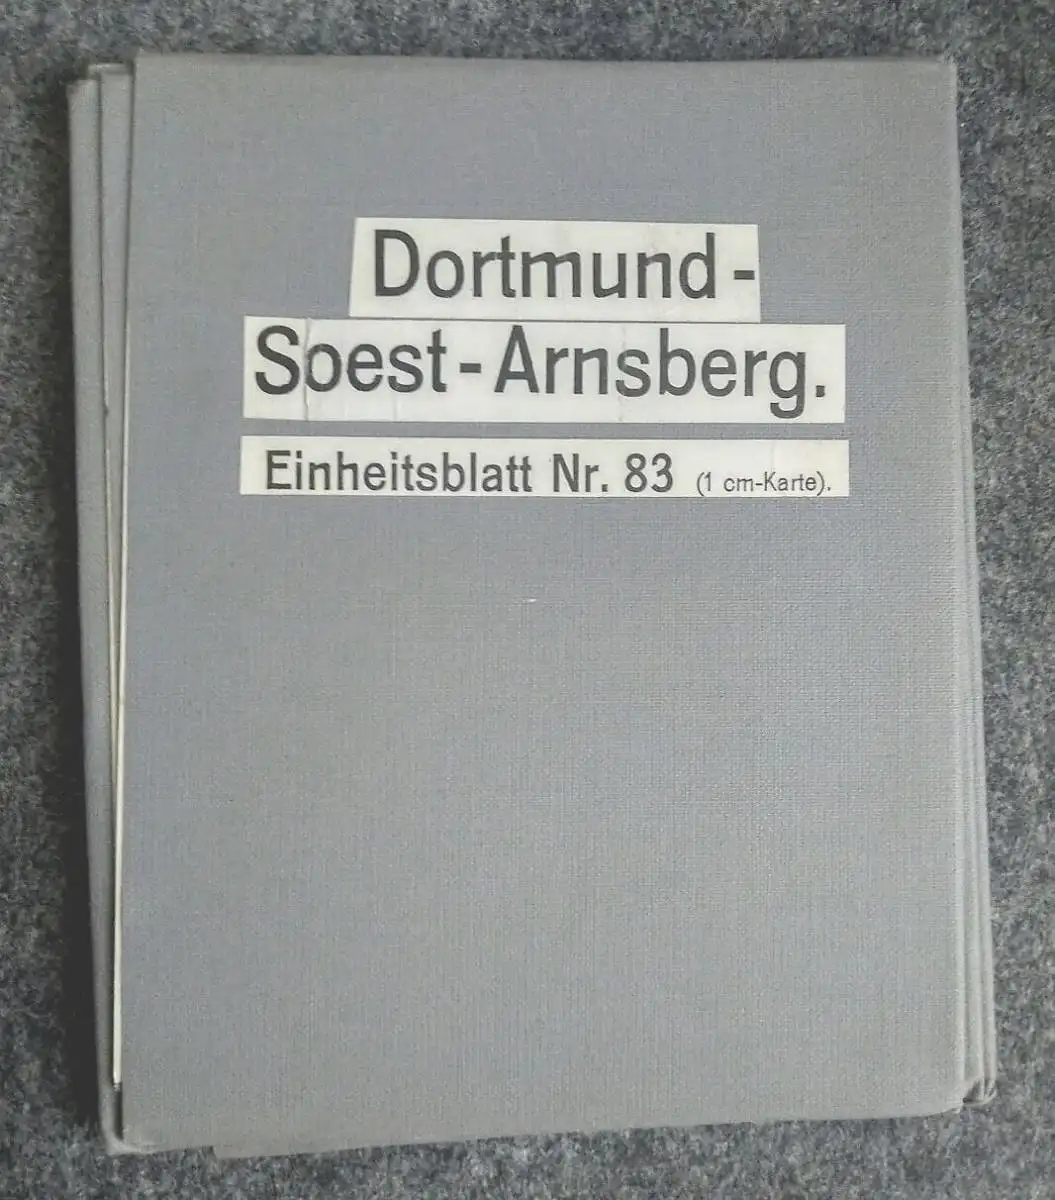 Dortmund-
Soest-Arnsberg.
Einheitsblatt Nr. 83 (1 cm-Karte).